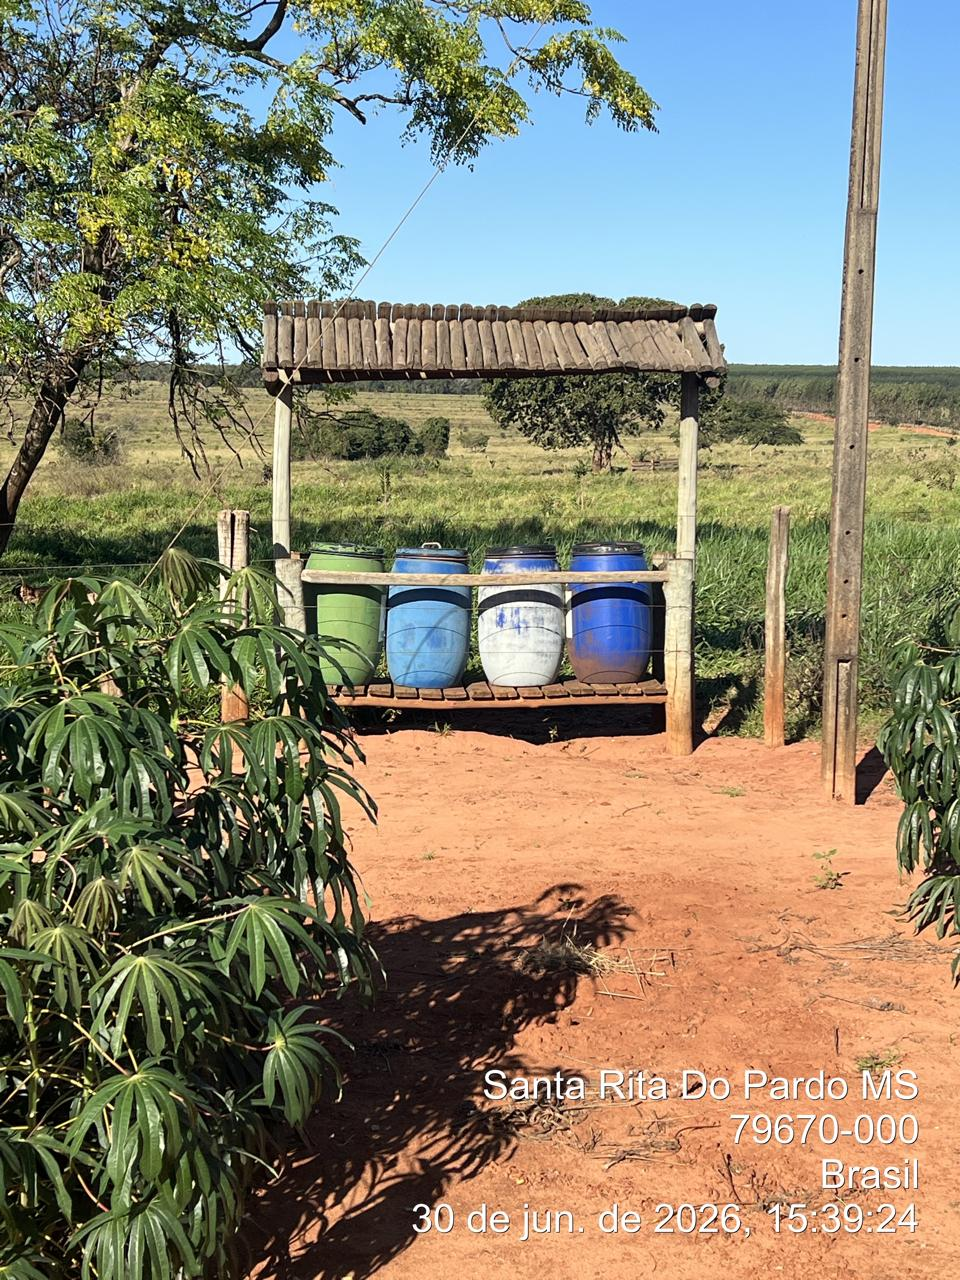 Santa Rita Do Pardo MS
79670-000
Brasil
30 de jun. de 2026, 15:39:24